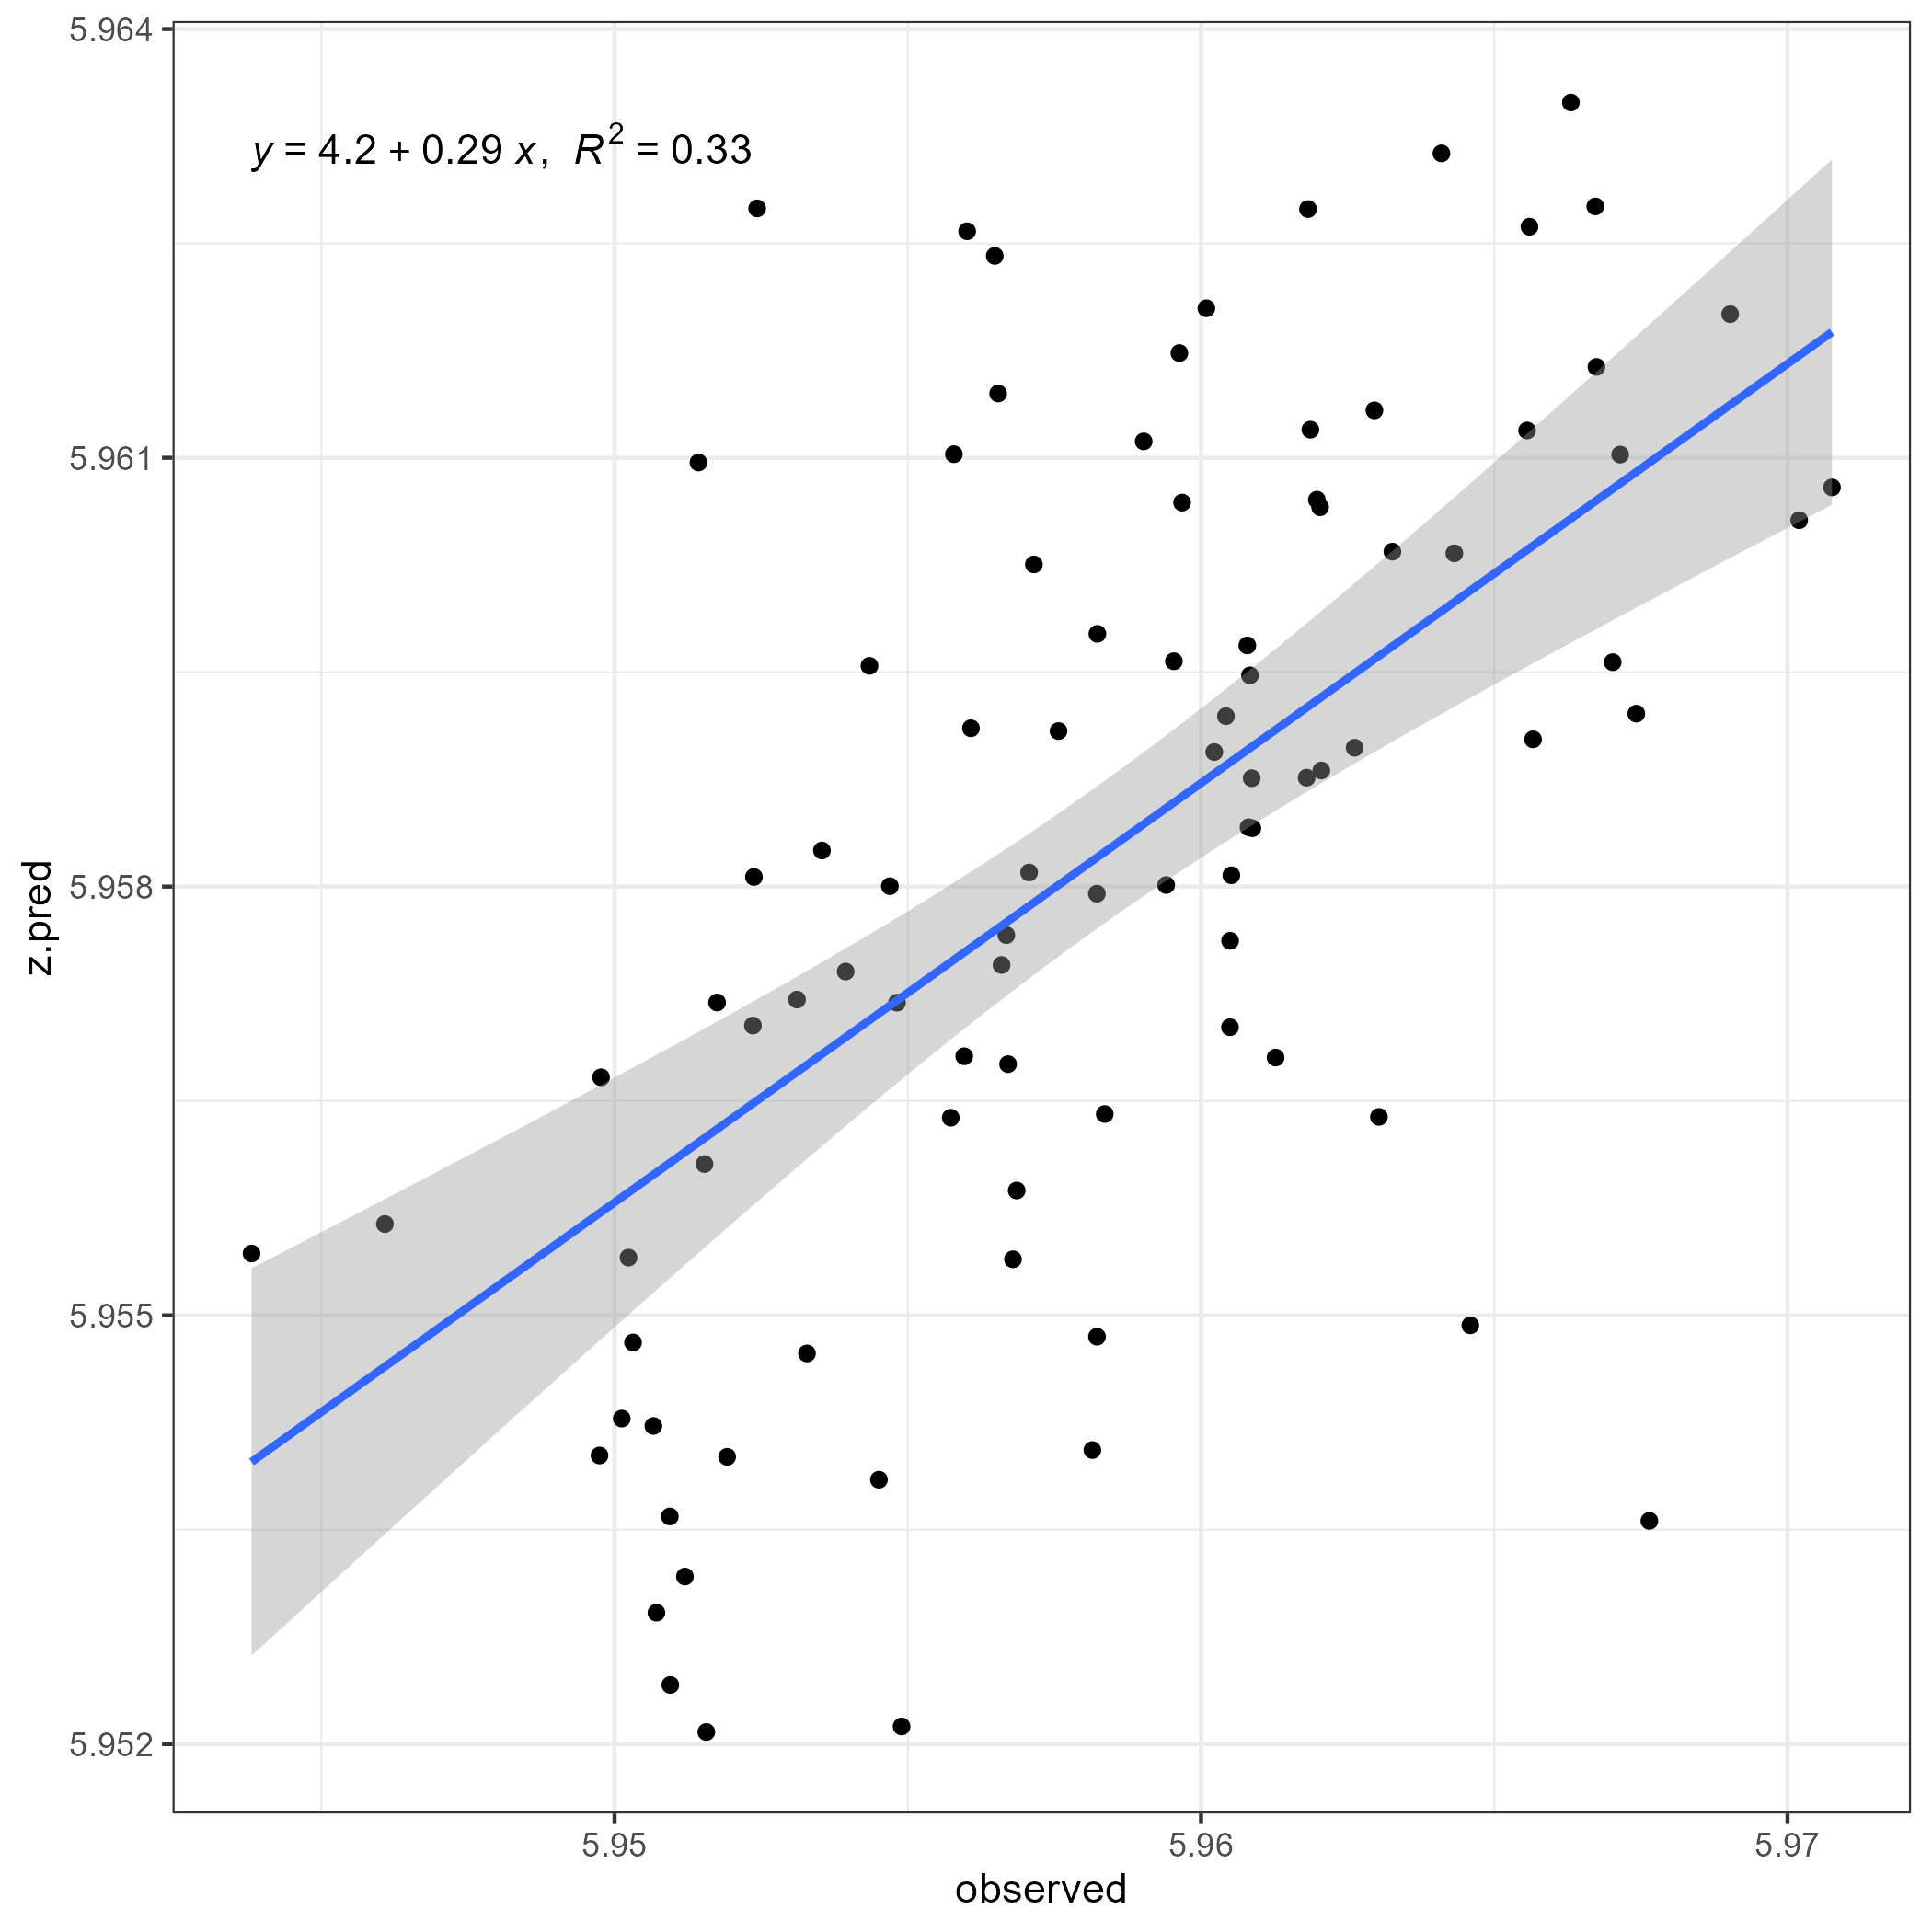 5.964
y = 4.2 + 0.29 x, R² = 0.33
5.961
z.pred
5.958
5.955
5.952
5.95 5.96 5.97
observed